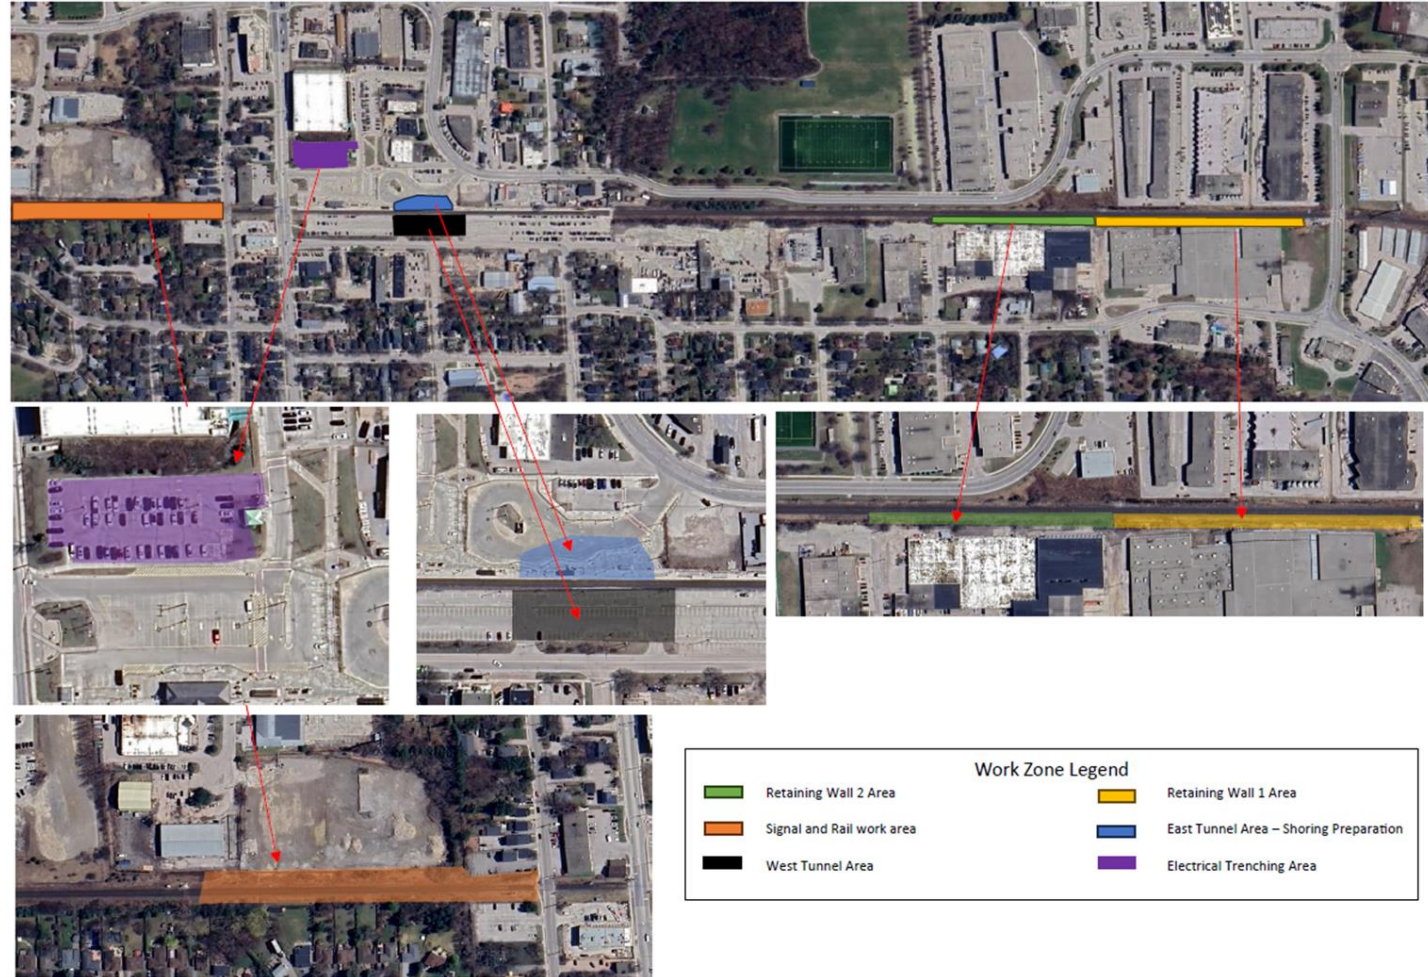 Work Zone Legend
Retaining Wall 2 Area
Retaining Wall 1 Area
Signal and Rail work area
East Tunnel Area – Shoring Preparation
West Tunnel Area
Electrical Trenching Area